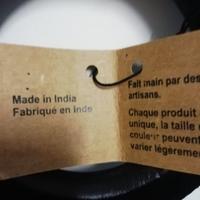 Made in India
Fabriqué en Inde
Fait main par des
artisans.
Chaque produit
unique, la taille
couleur peuvent
varier légèreme